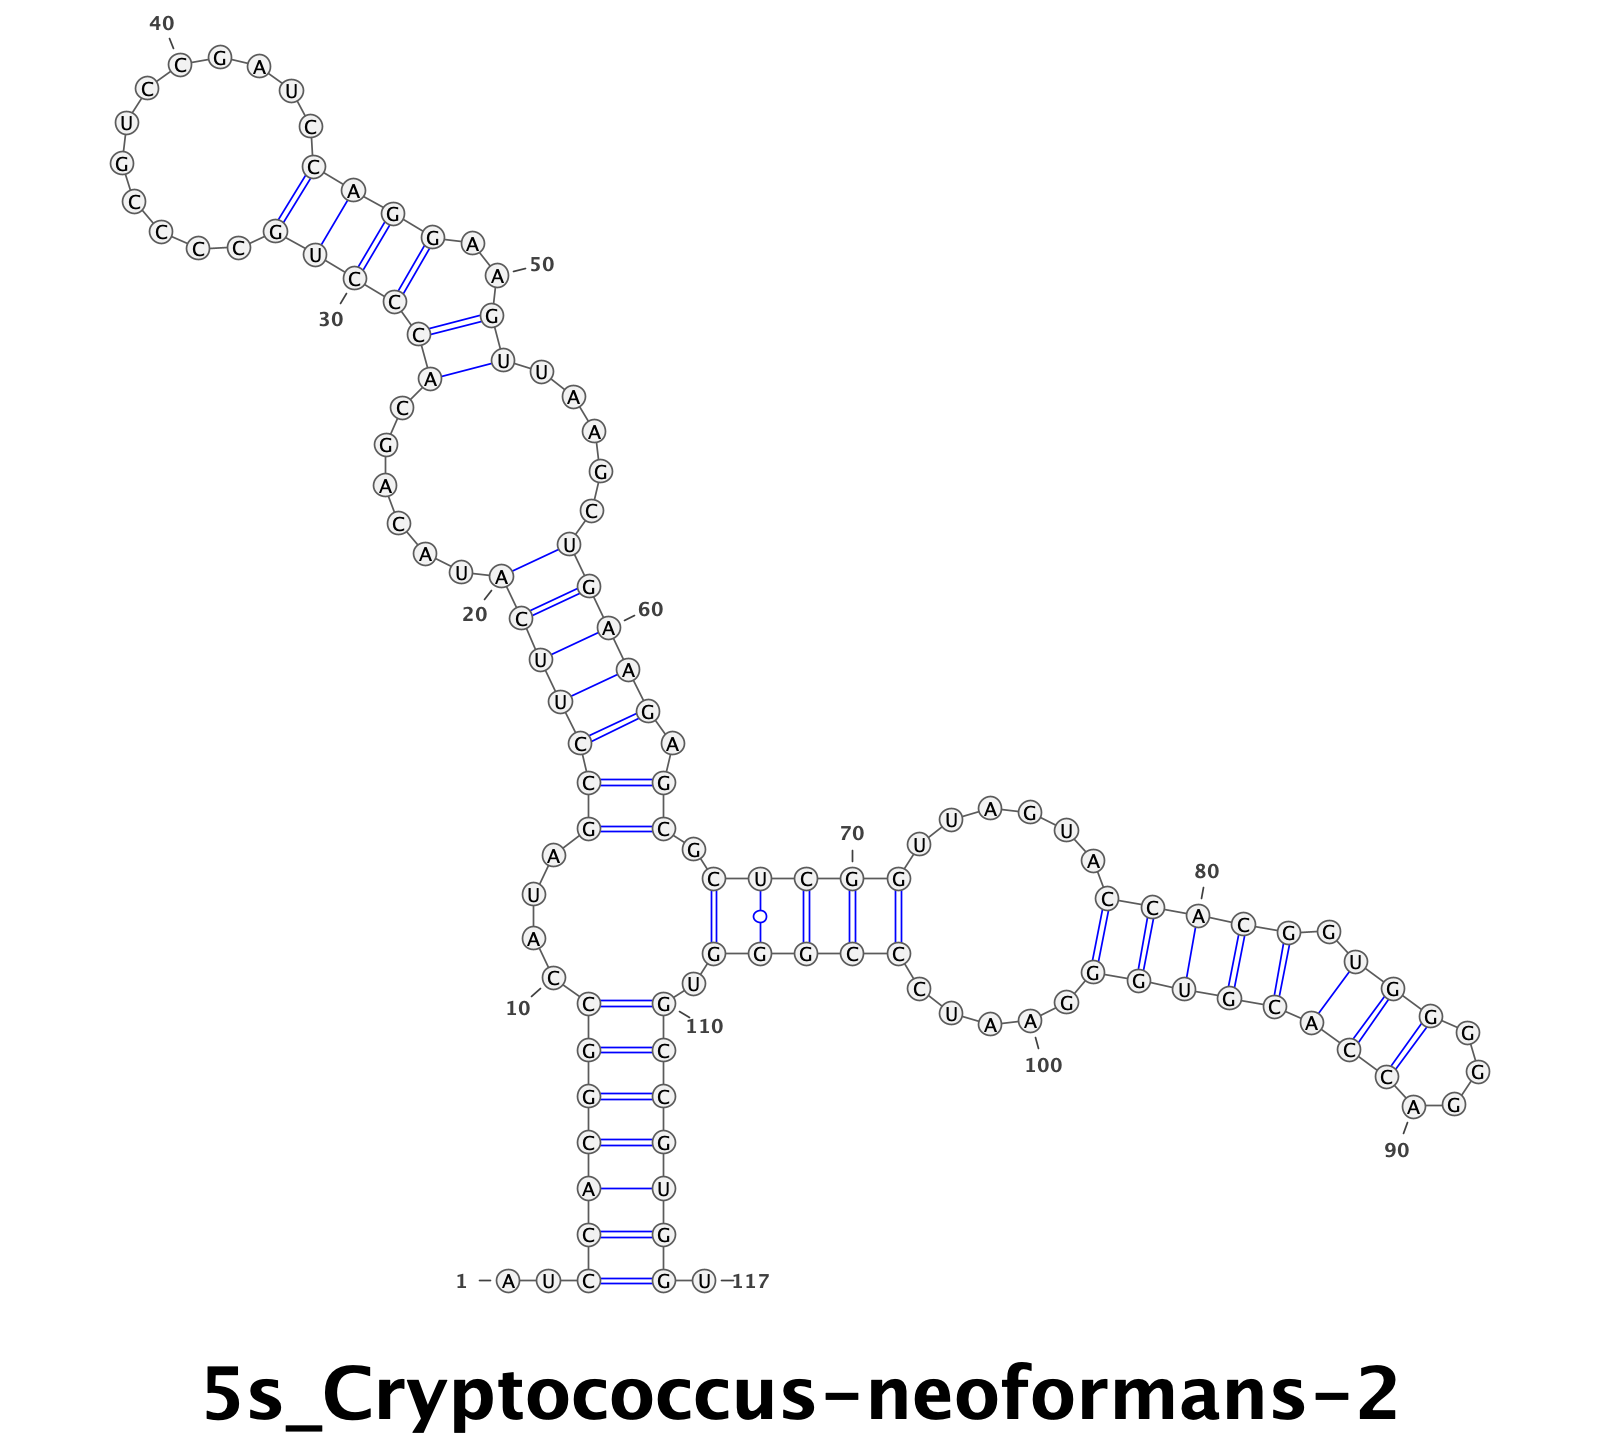 1 A U C C A C G G C C
10
A U A G C C U U C A
20
U A C A G C A C C C
30
U G C C C C G U C C
40
G A U C C A G G A A
50
G U U A A G C U G A
60
A G A G C G C U C G
70
G U U A G U A C C A
80
C G G U G G G G G A
90
C C A C G U G G G A
100
A U C C C G G G U G
110
C C G U G G U
117
5s_Cryptococcus-neoformans-2